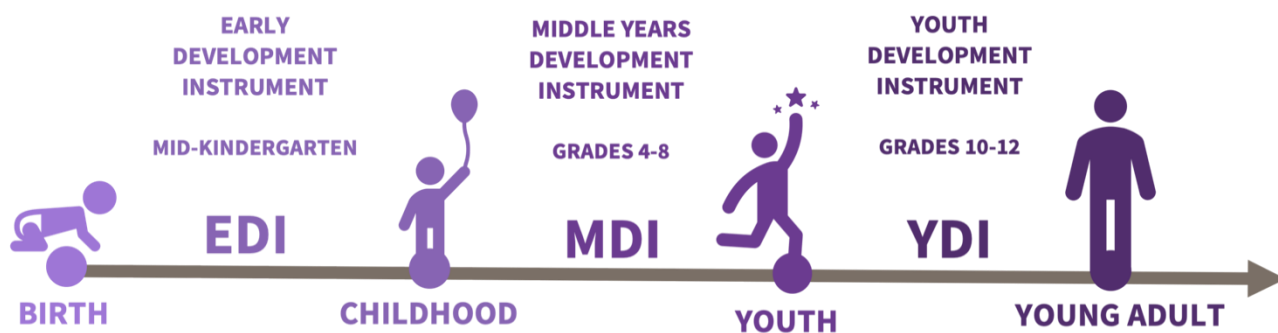 EARLY
DEVELOPMENT
INSTRUMENT
MID-KINDERGARTEN
EDI
MIDDLE YEARS
DEVELOPMENT
INSTRUMENT
GRADES 4-8
MDI
YOUTH
DEVELOPMENT
INSTRUMENT
GRADES 10-12
YDI
BIRTH
CHILDHOOD
YOUTH
YOUNG ADULT